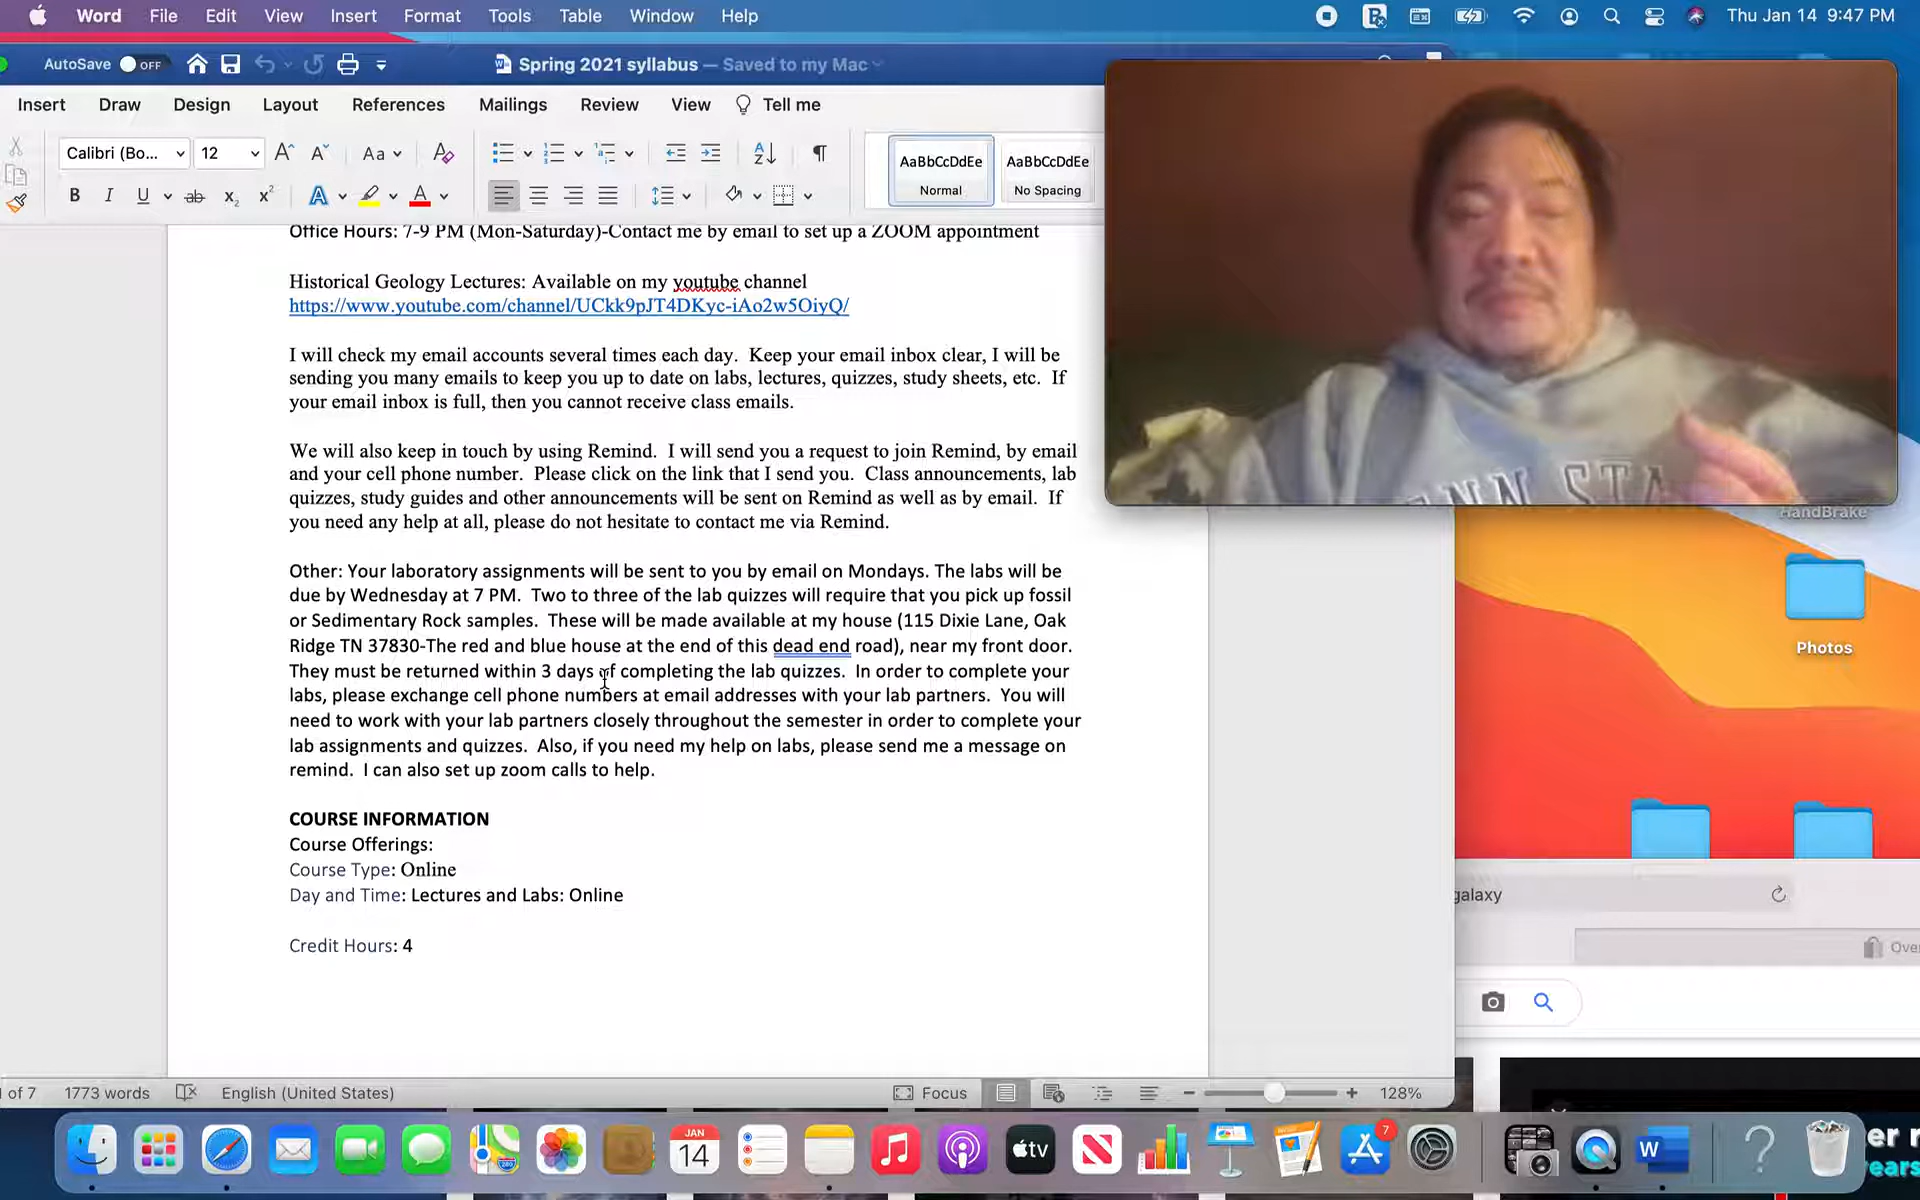 Word File Edit View Insert Format Tools Table Window Help
Thu Jan 14 9:47 PM
AutoSave OFF
Spring 2021 syllabus — Saved to my Mac
Insert Draw Design Layout References Mailings Review View Tell me
Calibri (Bo... 12
AaBbCcDdEe AaBbCcDdEe
Normal No Spacing
Office Hours: 7-9 PM (Mon-Saturday)-Contact me by email to set up a ZOOM appointment
Historical Geology Lectures: Available on my youtube channel
https://www.youtube.com/channel/UCkk9pJT4DKyc-iAo2w5OiyQ/
I will check my email accounts several times each day. Keep your email inbox clear, I will be
sending you many emails to keep you up to date on labs, lectures, quizzes, study sheets, etc. If
your email inbox is full, then you cannot receive class emails.
We will also keep in touch by using Remind. I will send you a request to join Remind, by email
and your cell phone number. Please click on the link that I send you. Class announcements, lab
quizzes, study guides and other announcements will be sent on Remind as well as by email. If
you need any help at all, please do not hesitate to contact me via Remind.
Other: Your laboratory assignments will be sent to you by email on Mondays. The labs will be
due by Wednesday at 7 PM. Two to three of the lab quizzes will require that you pick up fossil
or Sedimentary Rock samples. These will be made available at my house (115 Dixie Lane, Oak
Ridge TN 37830-The red and blue house at the end of this dead end road), near my front door.
They must be returned within 3 days of completing the lab quizzes. In order to complete your
labs, please exchange cell phone numbers at email addresses with your lab partners. You will
need to work with your lab partners closely throughout the semester in order to complete your
lab assignments and quizzes. Also, if you need my help on labs, please send me a message on
remind. I can also set up zoom calls to help.
COURSE INFORMATION
Course Offerings:
Course Type: Online
Day and Time: Lectures and Labs: Online
Credit Hours: 4
HandBrake
Photos
galaxy
of 7 1773 words English (United States) Focus 128%
JAN
14
tv
7
W